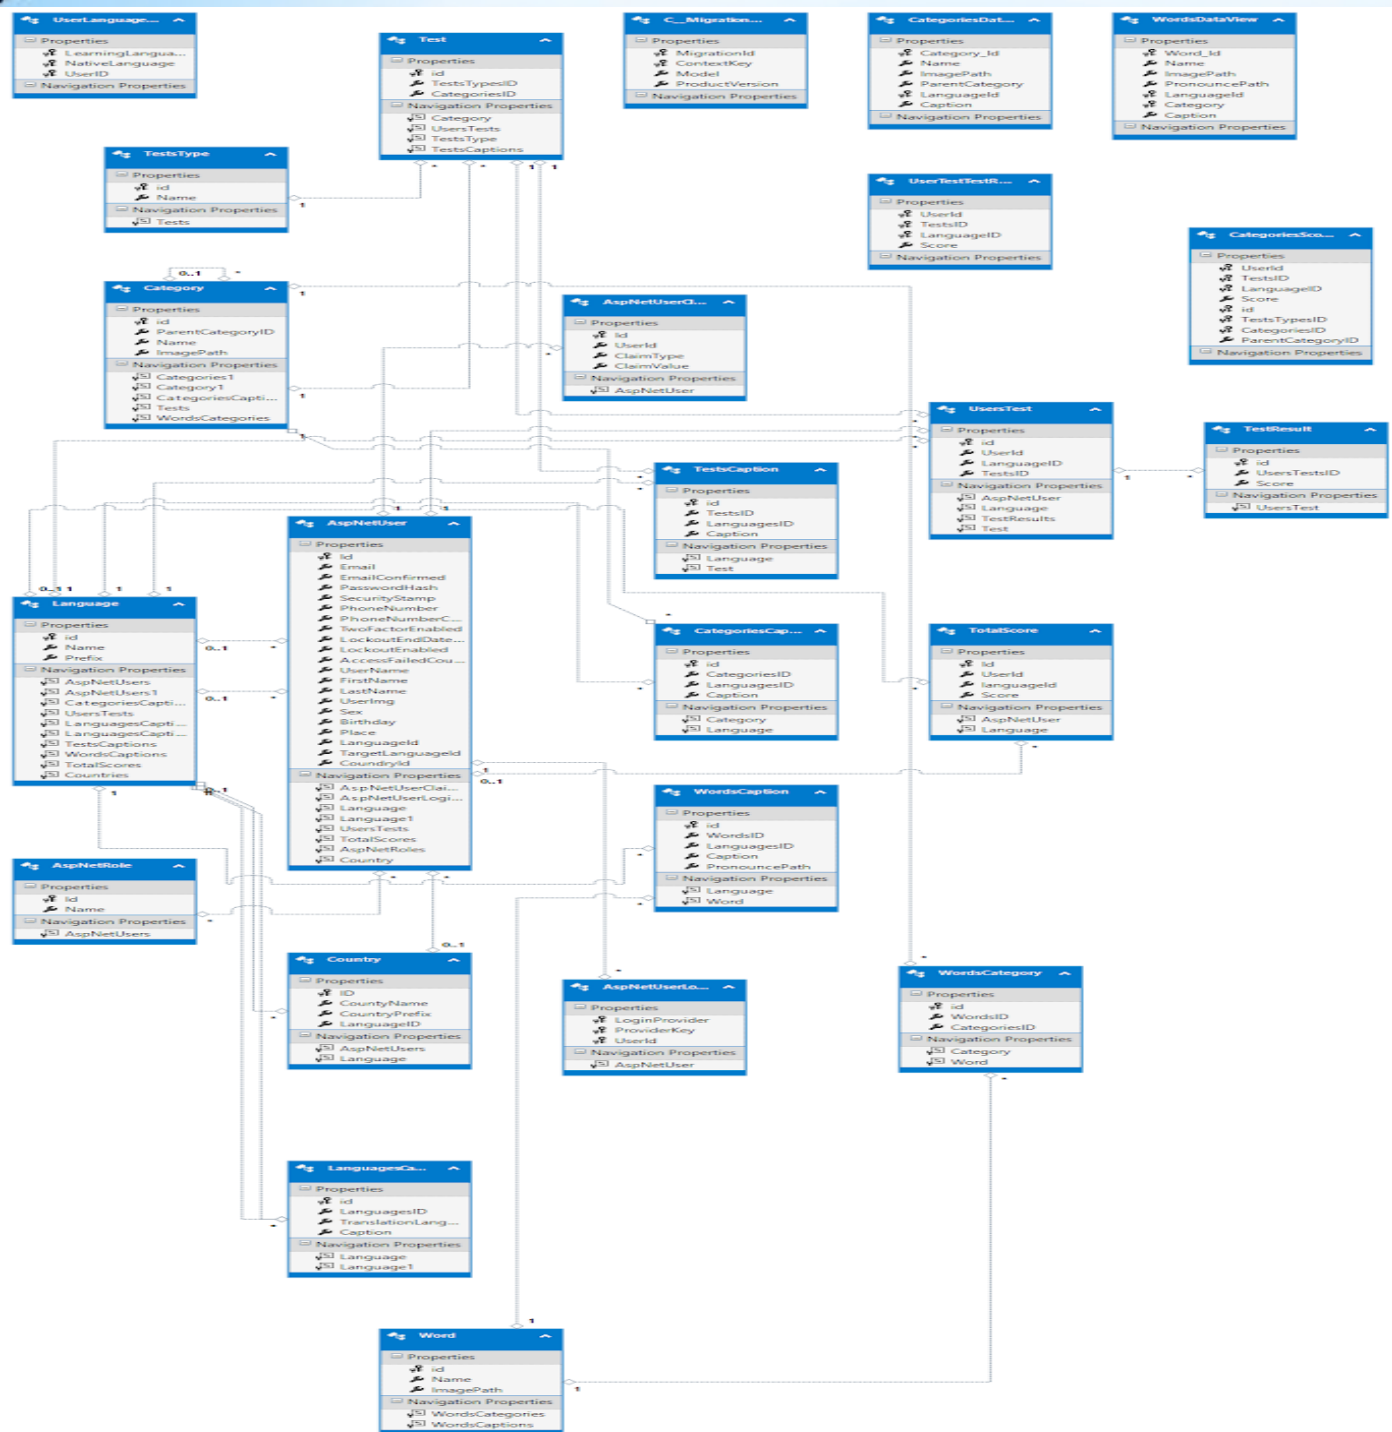 UserLanguage...
Properties
LearningLangua...
NativeLanguage
UserID
Navigation Properties
Test
Properties
id
TestsTypesID
CategoriesID
Navigation Properties
Category
UsersTests
TestsType
TestsCaptions
C__Migration...
Properties
MigrationId
ContextKey
Model
ProductVersion
Navigation Properties
CategoriesDat...
Properties
Category_Id
Name
ImagePath
ParentCategory
LanguageId
Caption
Navigation Properties
WordsDataView
Properties
Word_Id
Name
ImagePath
PronouncePath
LanguageId
Category
Caption
Navigation Properties
TestsType
Properties
id
Name
Navigation Properties
Tests
UserTestTestR...
Properties
UserId
TestsID
LanguageID
Score
Navigation Properties
CategoriesSco...
Properties
UserId
TestsID
LanguageID
Score
id
TestsTypesID
CategoriesID
ParentCategoryID
Navigation Properties
Category
Properties
id
ParentCategoryID
Name
ImagePath
Navigation Properties
Categories1
Category1
CategoriesCapti...
Tests
WordsCategories
AspNetUserCl...
Properties
Id
UserId
ClaimType
ClaimValue
Navigation Properties
AspNetUser
UsersTest
Properties
id
UserId
LanguageID
TestsID
Navigation Properties
AspNetUser
Language
TestResults
Test
TestResult
Properties
id
UsersTestsID
Score
Navigation Properties
UsersTest
TestsCaption
Properties
id
TestsID
LanguagesID
Caption
Navigation Properties
Language
Test
AspNetUser
Properties
Id
Email
EmailConfirmed
PasswordHash
SecurityStamp
PhoneNumber
PhoneNumberC...
TwoFactorEnabled
LockoutEndDate...
LockoutEnabled
AccessFailedCou...
UserName
FirstName
LastName
UserImg
Sex
Birthday
Place
LanguageId
TargetLanguageId
CoundryId
Navigation Properties
AspNetUserClai...
AspNetUserLogi...
Language
Language1
UsersTests
TotalScores
AspNetRoles
Country
Language
Properties
id
Name
Prefix
Navigation Properties
AspNetUsers
AspNetUsers1
CategoriesCapti...
UsersTests
LanguagesCapti...
LanguagesCapti...
TestsCaptions
WordsCaptions
TotalScores
Countries
CategoriesCap...
Properties
id
CategoriesID
LanguagesID
Caption
Navigation Properties
Category
Language
TotalScore
Properties
Id
UserId
languageId
Score
Navigation Properties
AspNetUser
Language
WordsCaption
Properties
id
WordsID
LanguagesID
Caption
PronouncePath
Navigation Properties
Language
Word
AspNetRole
Properties
Id
Name
Navigation Properties
AspNetUsers
Country
Properties
ID
CountyName
CountryPrefix
LanguageID
Navigation Properties
AspNetUsers
Language
AspNetUserLo...
Properties
LoginProvider
ProviderKey
UserId
Navigation Properties
AspNetUser
WordsCategory
Properties
id
WordsID
CategoriesID
Navigation Properties
Category
Word
LanguagesCa...
Properties
id
LanguagesID
TranslationLang...
Caption
Navigation Properties
Language
Language1
Word
Properties
id
Name
ImagePath
Navigation Properties
WordsCategories
WordsCaptions